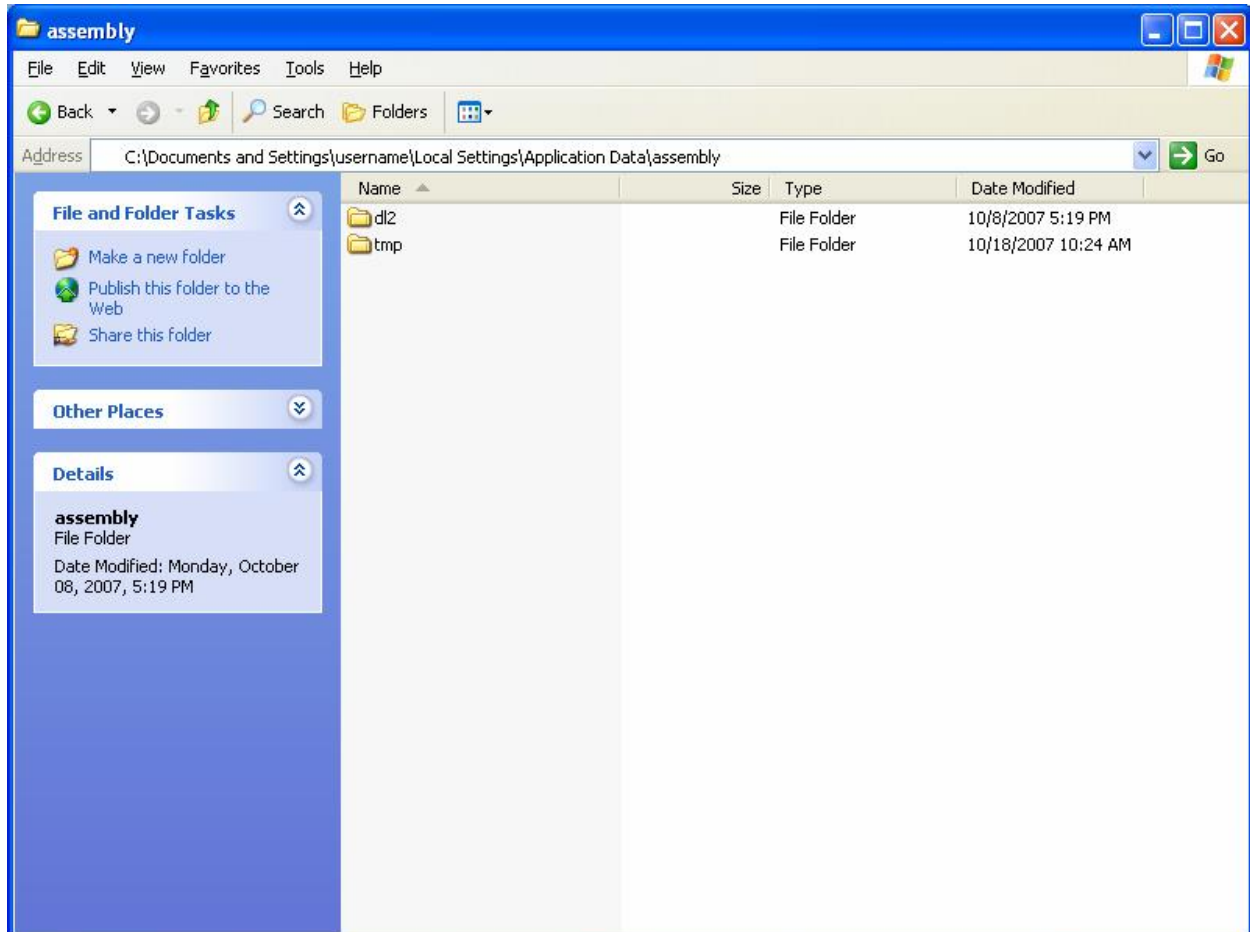 assembly
File Edit View Favorites Tools Help
Back Search Folders
Address C:\Documents and Settings\username\Local Settings\Application Data\assembly Go
File and Folder Tasks
Make a new folder
Publish this folder to the
Web
Share this folder
Other Places
Details
assembly
File Folder
Date Modified: Monday, October
08, 2007, 5:19 PM
Name Size Type Date Modified
dl2 File Folder 10/8/2007 5:19 PM
tmp File Folder 10/18/2007 10:24 AM